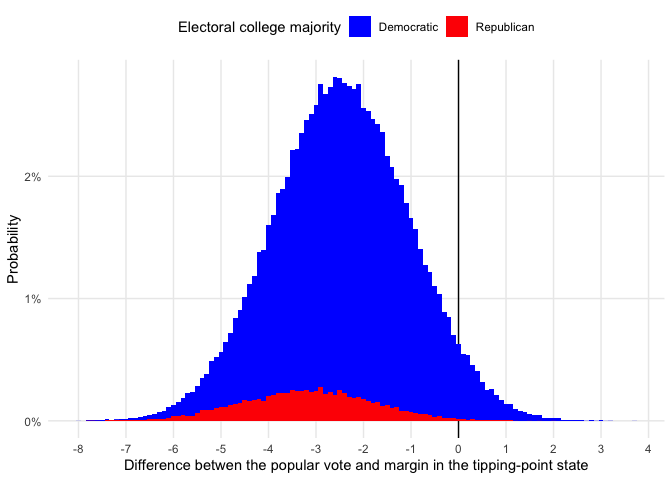 Electoral college majority Democratic Republican
2%
1%
0%
Probability
-8 -7 -6 -5 -4 -3 -2 -1 0 1 2 3 4
Difference betwen the popular vote and margin in the tipping-point state